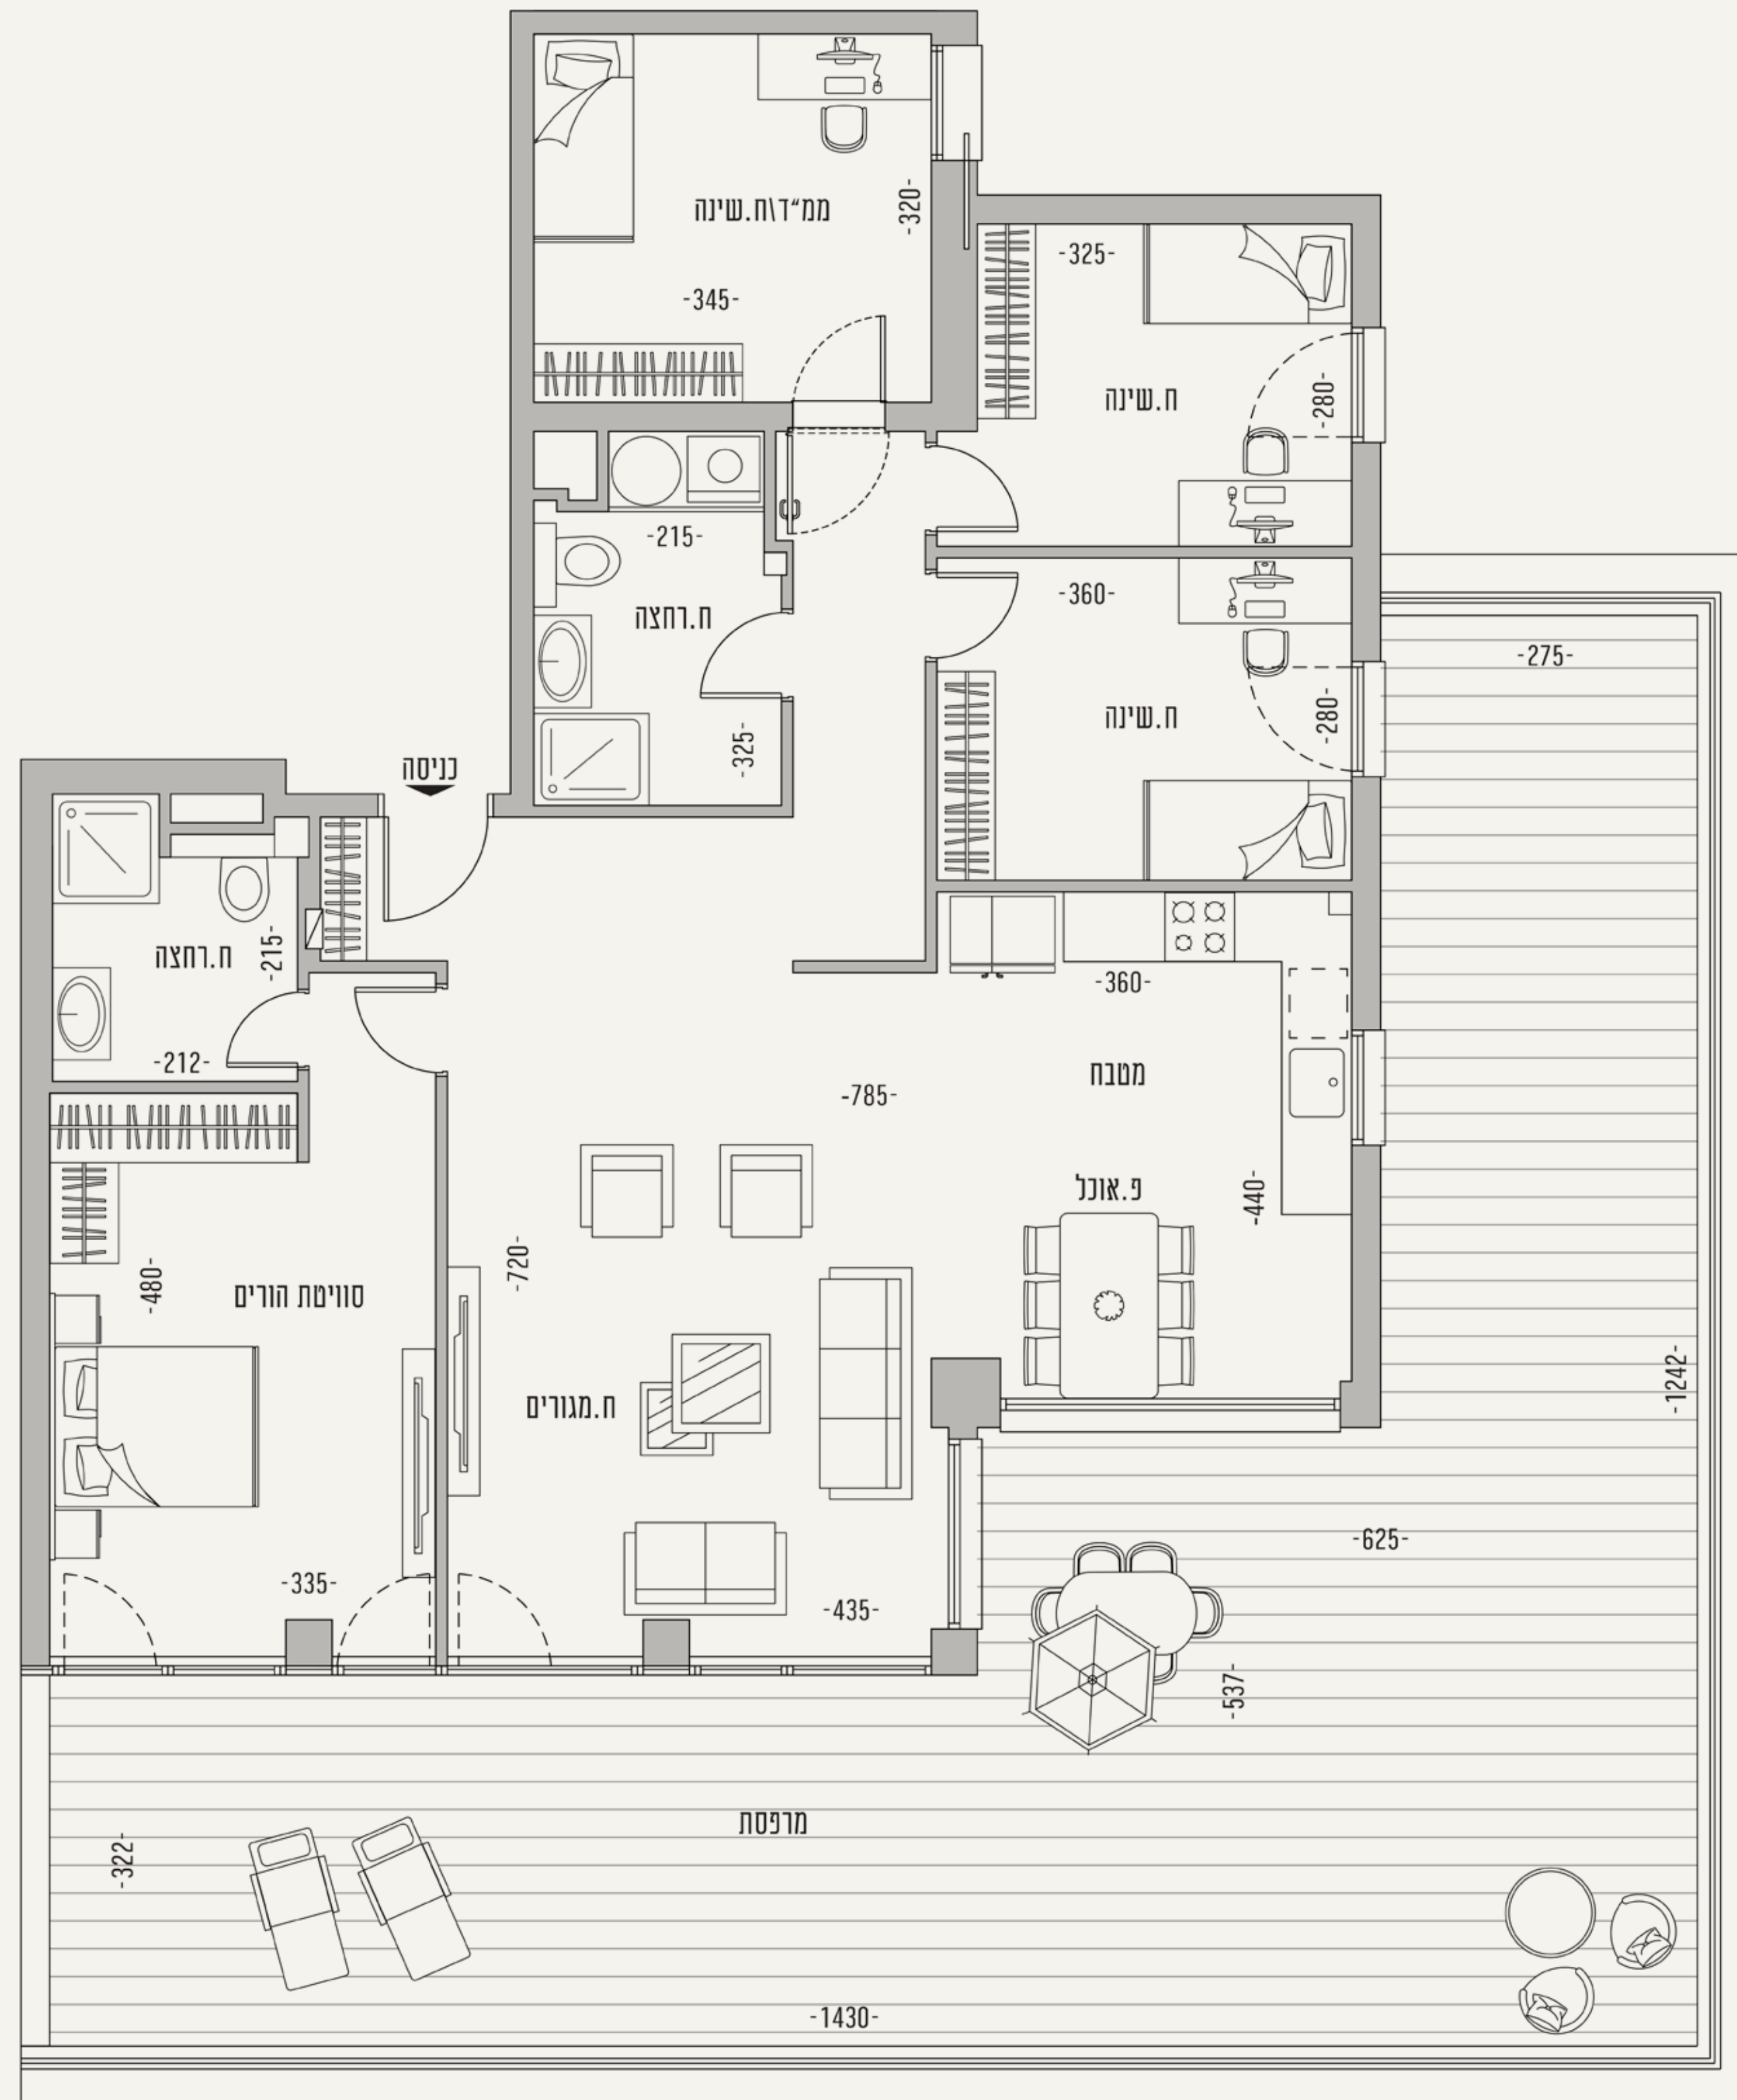 ממ״ד\ח.שינה
-320-
-345-
-325-
ח.שינה
-280-
-215-
ח.רחצה
-325-
-360-
ח.שינה
-280-
-275-
כניסה
ח.רחצה
-215-
-212-
-360-
מטבח
-785-
פ.אוכל
-440-
-720-
סוויטת הורים
-480-
ח.מגורים
-335-
-435-
-1242-
-625-
-537-
מרפסת
-322-
-1430-